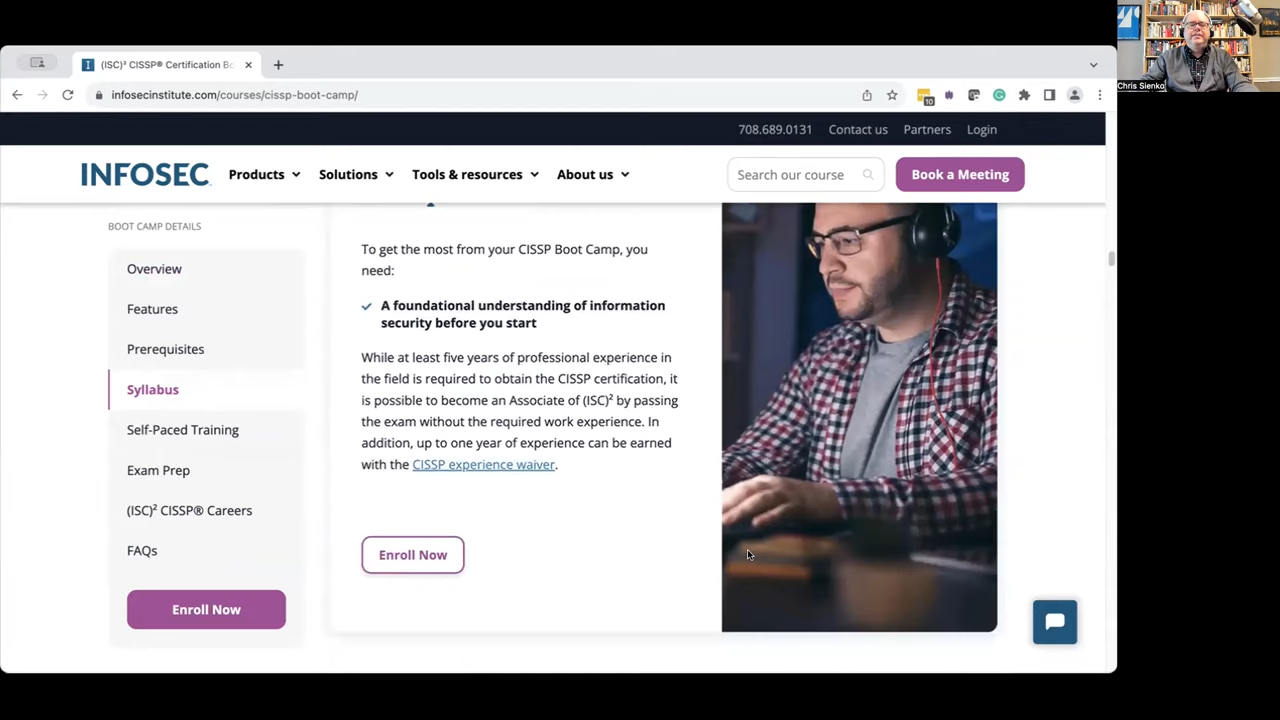 (ISC)² CISSP® Certification Bo
infosecinstitute.com/courses/cissp-boot-camp/
10
Chris Sienko
708.689.0131 Contact us Partners Login
INFOSEC Products Solutions Tools & resources About us Search our course Book a Meeting
BOOT CAMP DETAILS
Overview
Features
Prerequisites
Syllabus
Self-Paced Training
Exam Prep
(ISC)² CISSP® Careers
FAQs
Enroll Now
To get the most from your CISSP Boot Camp, you
need:
A foundational understanding of information
security before you start
While at least five years of professional experience in
the field is required to obtain the CISSP certification, it
is possible to become an Associate of (ISC)² by passing
the exam without the required work experience. In
addition, up to one year of experience can be earned
with the CISSP experience waiver.
Enroll Now